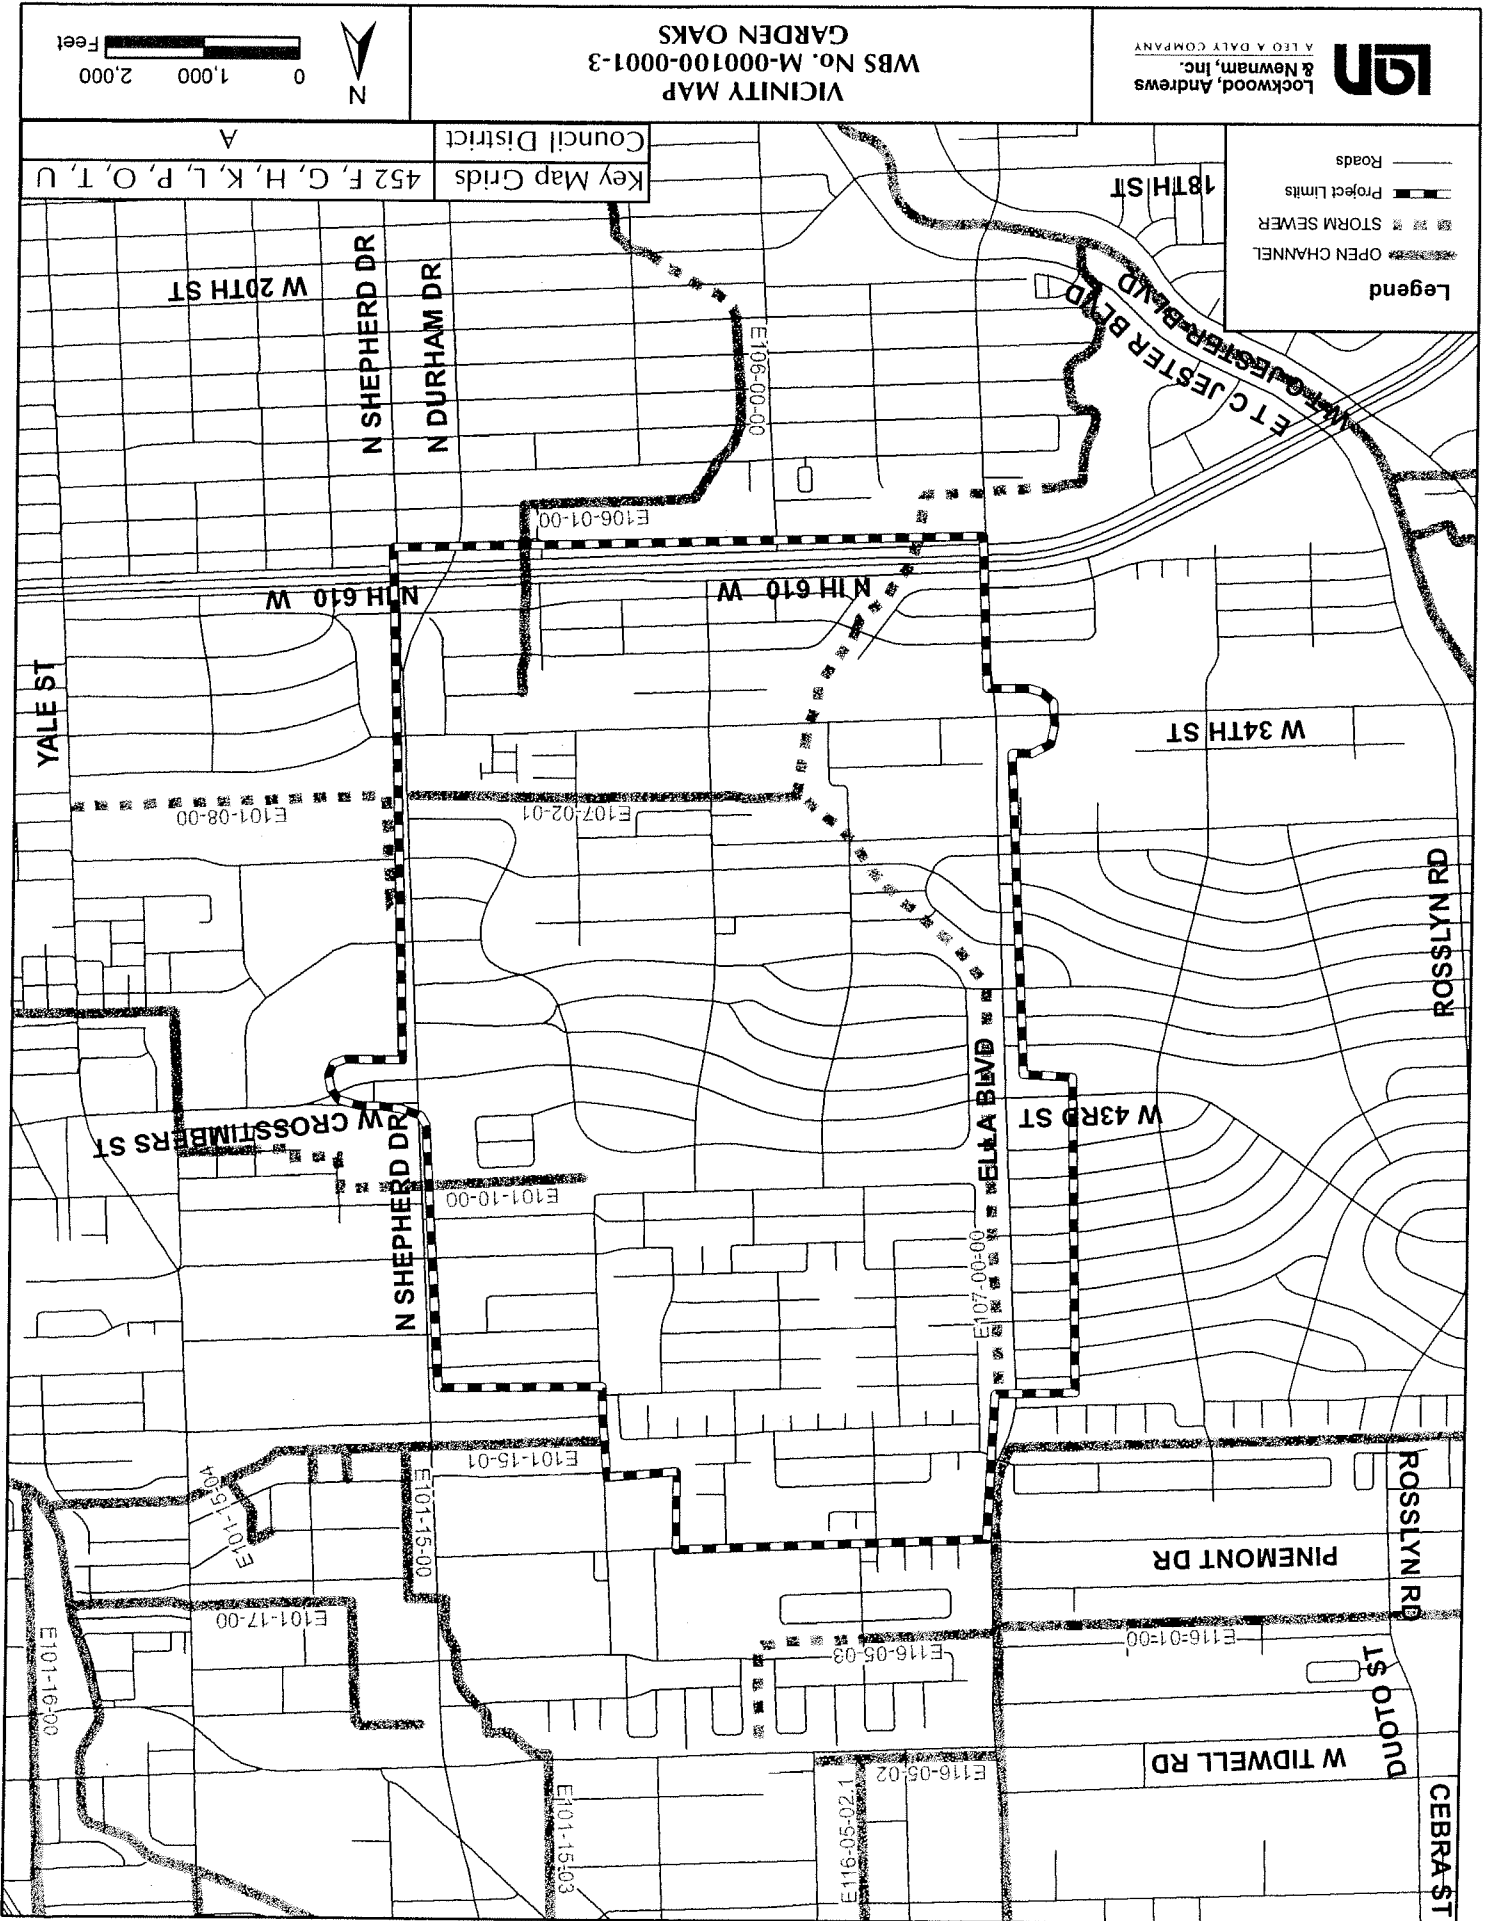 CEBRA ST
W TIDWELL RD
DUOTO ST
E116-05-02.1
E116-05-02
E101-15-03
E101-16-00
E116-01-00
E116-05-03
E101-17-00
PINEMONT DR
ROSSLYN RD
E101-15-00
E101-15-04
E101-15-01
E107-00-00
N SHEPHERD DR
E101-10-00
W 43RD ST
ELLA BLVD
W CROSSTIMBERS ST
ROSSLYN RD
E107-02-01
E101-08-00
W 34TH ST
YALE ST
N IH 610 W
N IH 610 W
E106-01-00
W T C JESTER BLVD
E T C JESTER BLVD
E106-00-00
N DURHAM DR
N SHEPHERD DR
W 20TH ST
18TH ST
Legend
OPEN CHANNEL
STORM SEWER
Project Limits
Roads
Key Map Grids
452 F, G, H, K, L, P, O, T, U
Council District
A
lan
Lockwood, Andrews
& Newnam, Inc.
A LEO A DALY COMPANY
VICINITY MAP
WBS No. M-000100-0001-3
GARDEN OAKS
N
0 1,000 2,000
Feet